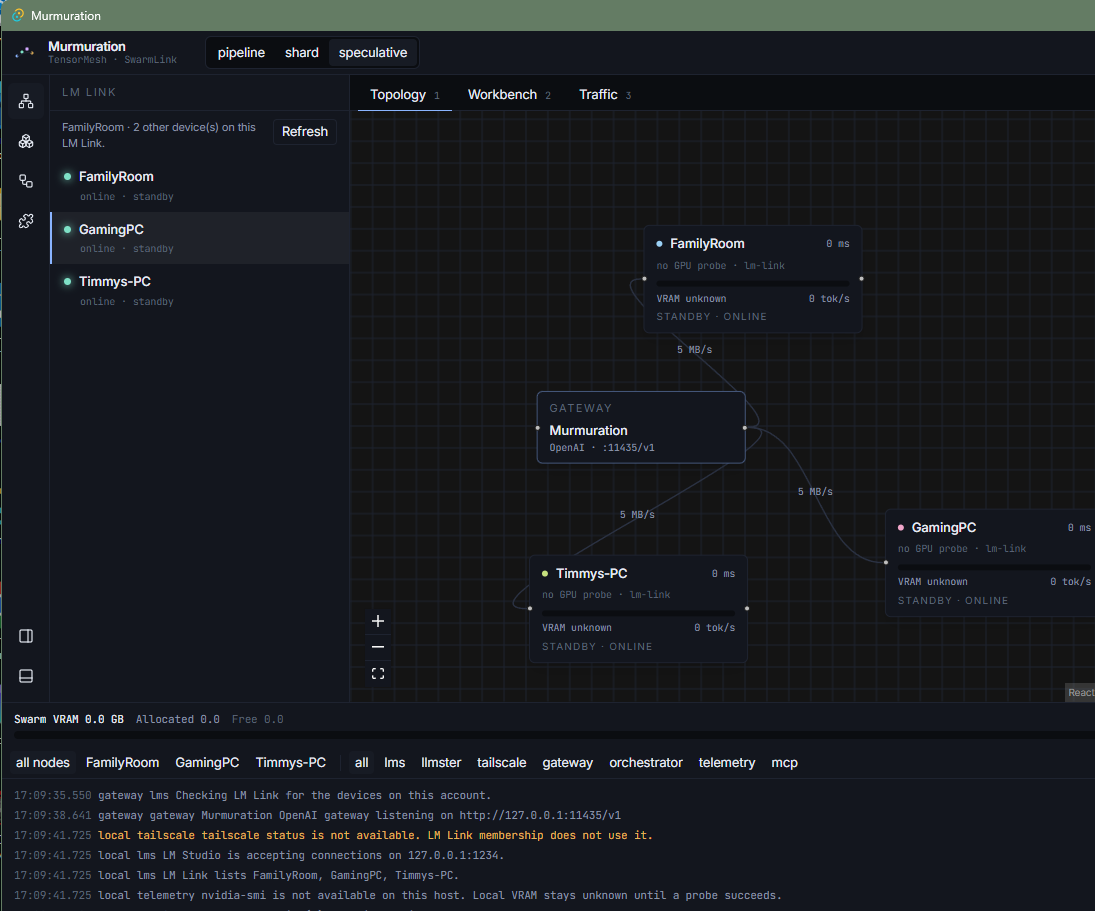 Murmuration
Murmuration
TensorMesh · SwarmLink
pipeline shard speculative
LM LINK
FamilyRoom · 2 other device(s) on this
LM Link.
Refresh
FamilyRoom
online · standby
GamingPC
online · standby
Timmys-PC
online · standby
Topology 1 Workbench 2 Traffic 3
FamilyRoom 0 ms
no GPU probe · lm-link
VRAM unknown 0 tok/s
STANDBY · ONLINE
5 MB/s
GATEWAY
Murmuration
OpenAI · :11435/v1
5 MB/s
5 MB/s
GamingPC 0 ms
no GPU probe · lm-link
VRAM unknown 0 tok/s
STANDBY · ONLINE
Timmys-PC 0 ms
no GPU probe · lm-link
VRAM unknown 0 tok/s
STANDBY · ONLINE
React
Swarm VRAM 0.0 GB Allocated 0.0 Free 0.0
all nodes FamilyRoom GamingPC Timmys-PC all lms llmster tailscale gateway orchestrator telemetry mcp
17:09:35.550 gateway lms Checking LM Link for the devices on this account.
17:09:38.641 gateway gateway Murmuration OpenAI gateway listening on http://127.0.0.1:11435/v1
17:09:41.725 local tailscale tailscale status is not available. LM Link membership does not use it.
17:09:41.725 local lms LM Studio is accepting connections on 127.0.0.1:1234.
17:09:41.725 local lms LM Link lists FamilyRoom, GamingPC, Timmys-PC.
17:09:41.725 local telemetry nvidia-smi is not available on this host. Local VRAM stays unknown until a probe succeeds.